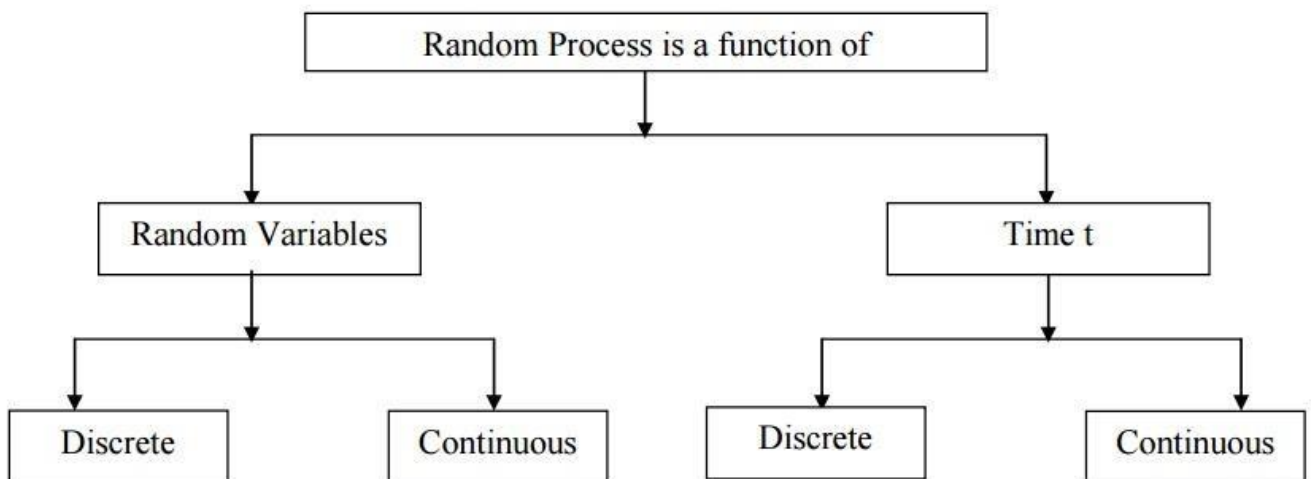 Random Process is a function of
Random Variables
Time t
Discrete
Continuous
Discrete
Continuous